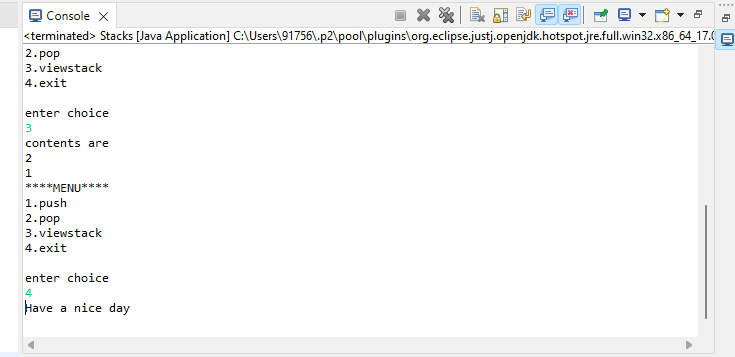 Console
<terminated> Stacks [Java Application] C:\Users\91756\.p2\pool\plugins\org.eclipse.justj.openjdk.hotspot.jre.full.win32.x86_64_17.0
2.pop
3.viewstack
4.exit
enter choice
3
contents are
2
1
****MENU****
1.push
2.pop
3.viewstack
4.exit
enter choice
4
Have a nice day